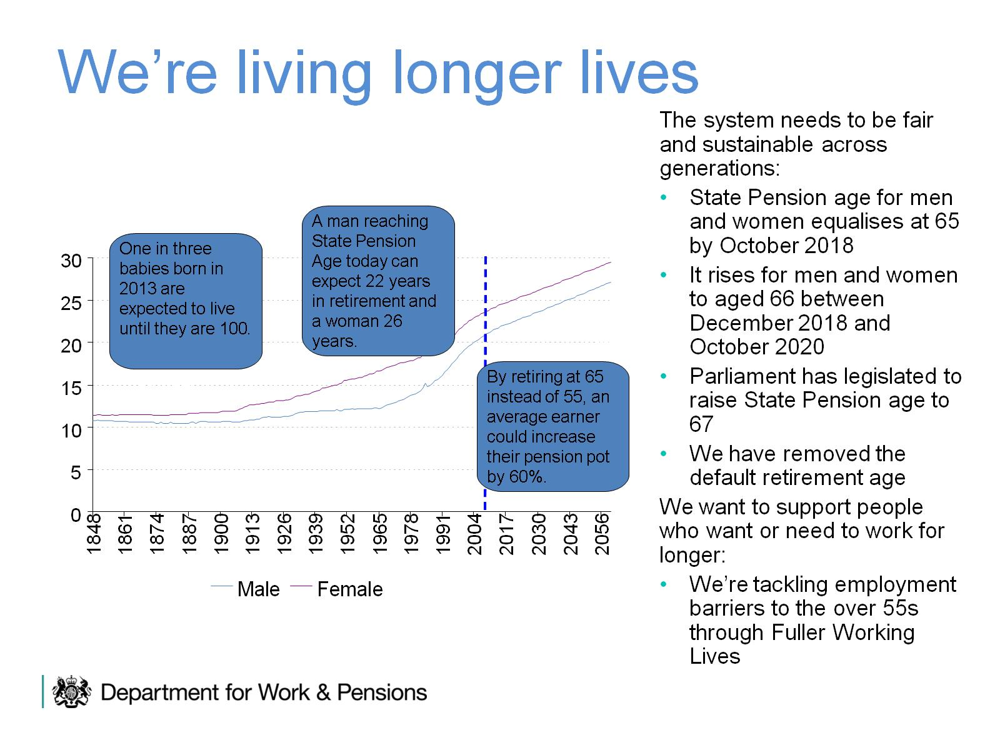 We’re living longer lives
The system needs to be fair
and sustainable across
generations:
• State Pension age for men
and women equalises at 65
by October 2018
• It rises for men and women
to aged 66 between
December 2018 and
October 2020
• Parliament has legislated to
raise State Pension age to
67
• We have removed the
default retirement age
We want to support people
who want or need to work for
longer:
• We’re tackling employment
barriers to the over 55s
through Fuller Working
Lives
One in three
babies born in
2013 are
expected to live
until they are 100.
A man reaching
State Pension
Age today can
expect 22 years
in retirement and
a woman 26
years.
By retiring at 65
instead of 55, an
average earner
could increase
their pension pot
by 60%.
30
25
20
15
10
5
0
1848
1861
1874
1887
1900
1913
1926
1939
1952
1965
1978
1991
2004
2017
2030
2043
2056
Male Female
Department for Work & Pensions